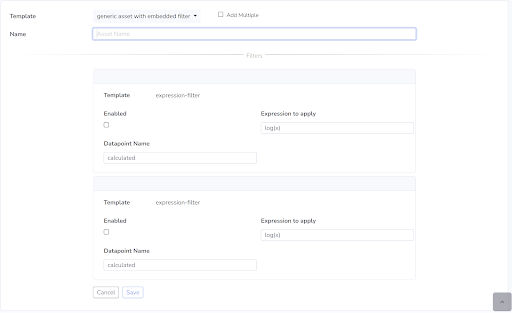 Template generic asset with embedded filter Add Multiple
Name Asset Name
Filters
Template expression-filter
Enabled Expression to apply
log(x)
Datapoint Name
calculated
Template expression-filter
Enabled Expression to apply
log(x)
Datapoint Name
calculated
Cancel Save